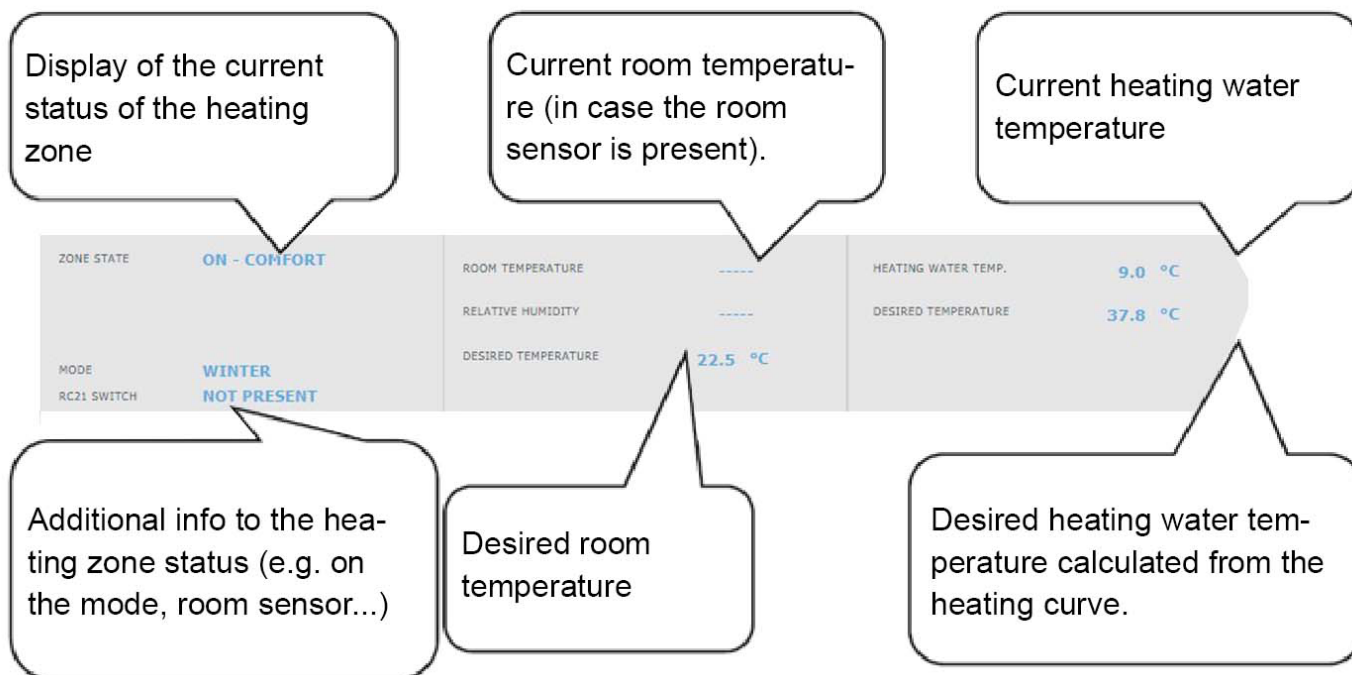 Display of the current
status of the heating
zone
Current room temperatu-
re (in case the room
sensor is present).
Current heating water
temperature
ZONE STATE ON - COMFORT
MODE WINTER
RC21 SWITCH NOT PRESENT
ROOM TEMPERATURE -----
RELATIVE HUMIDITY -----
DESIRED TEMPERATURE 22.5 °C
HEATING WATER TEMP. 9.0 °C
DESIRED TEMPERATURE 37.8 °C
Additional info to the hea-
ting zone status (e.g. on
the mode, room sensor...)
Desired room
temperature
Desired heating water tem-
perature calculated from the
heating curve.